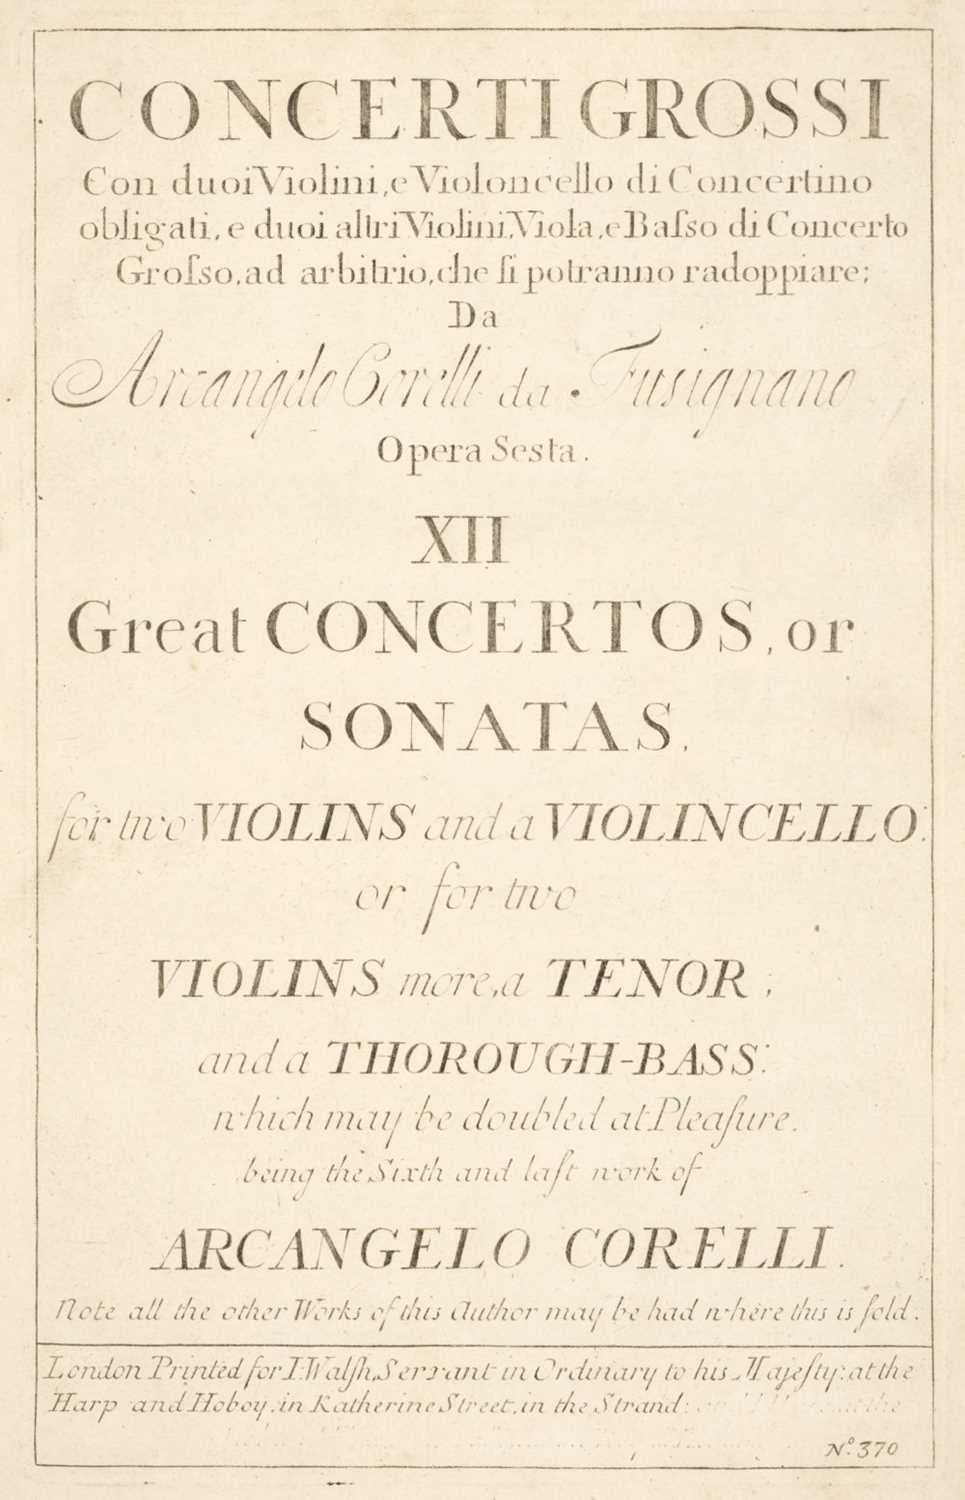 CONCERTI GROSSI
Con duoi Violini, e Violoncello di Concertino
obligati, e duoi altri Violini, Viola, e Baſso di Concerto
Groſso, ad arbitrio, che ſi potranno radoppiare;
Da
Arcangelo Corelli da Fusignano
Opera Sesta.
XII
Great CONCERTOS, or
SONATAS,
for two VIOLINS and a VIOLINCELLO:
or for two
VIOLINS more, a TENOR;
and a THOROUGH-BASS:
which may be doubled at Pleaſure.
being the Sixth and laſt work of
ARCANGELO CORELLI.
Note all the other Works of this Author may be had where this is ſold.
London Printed for I: Walſh, Servant in Ordinary to his Majeſty: at the
Harp and Hoboy, in Katherine Street, in the Strand:
No. 370